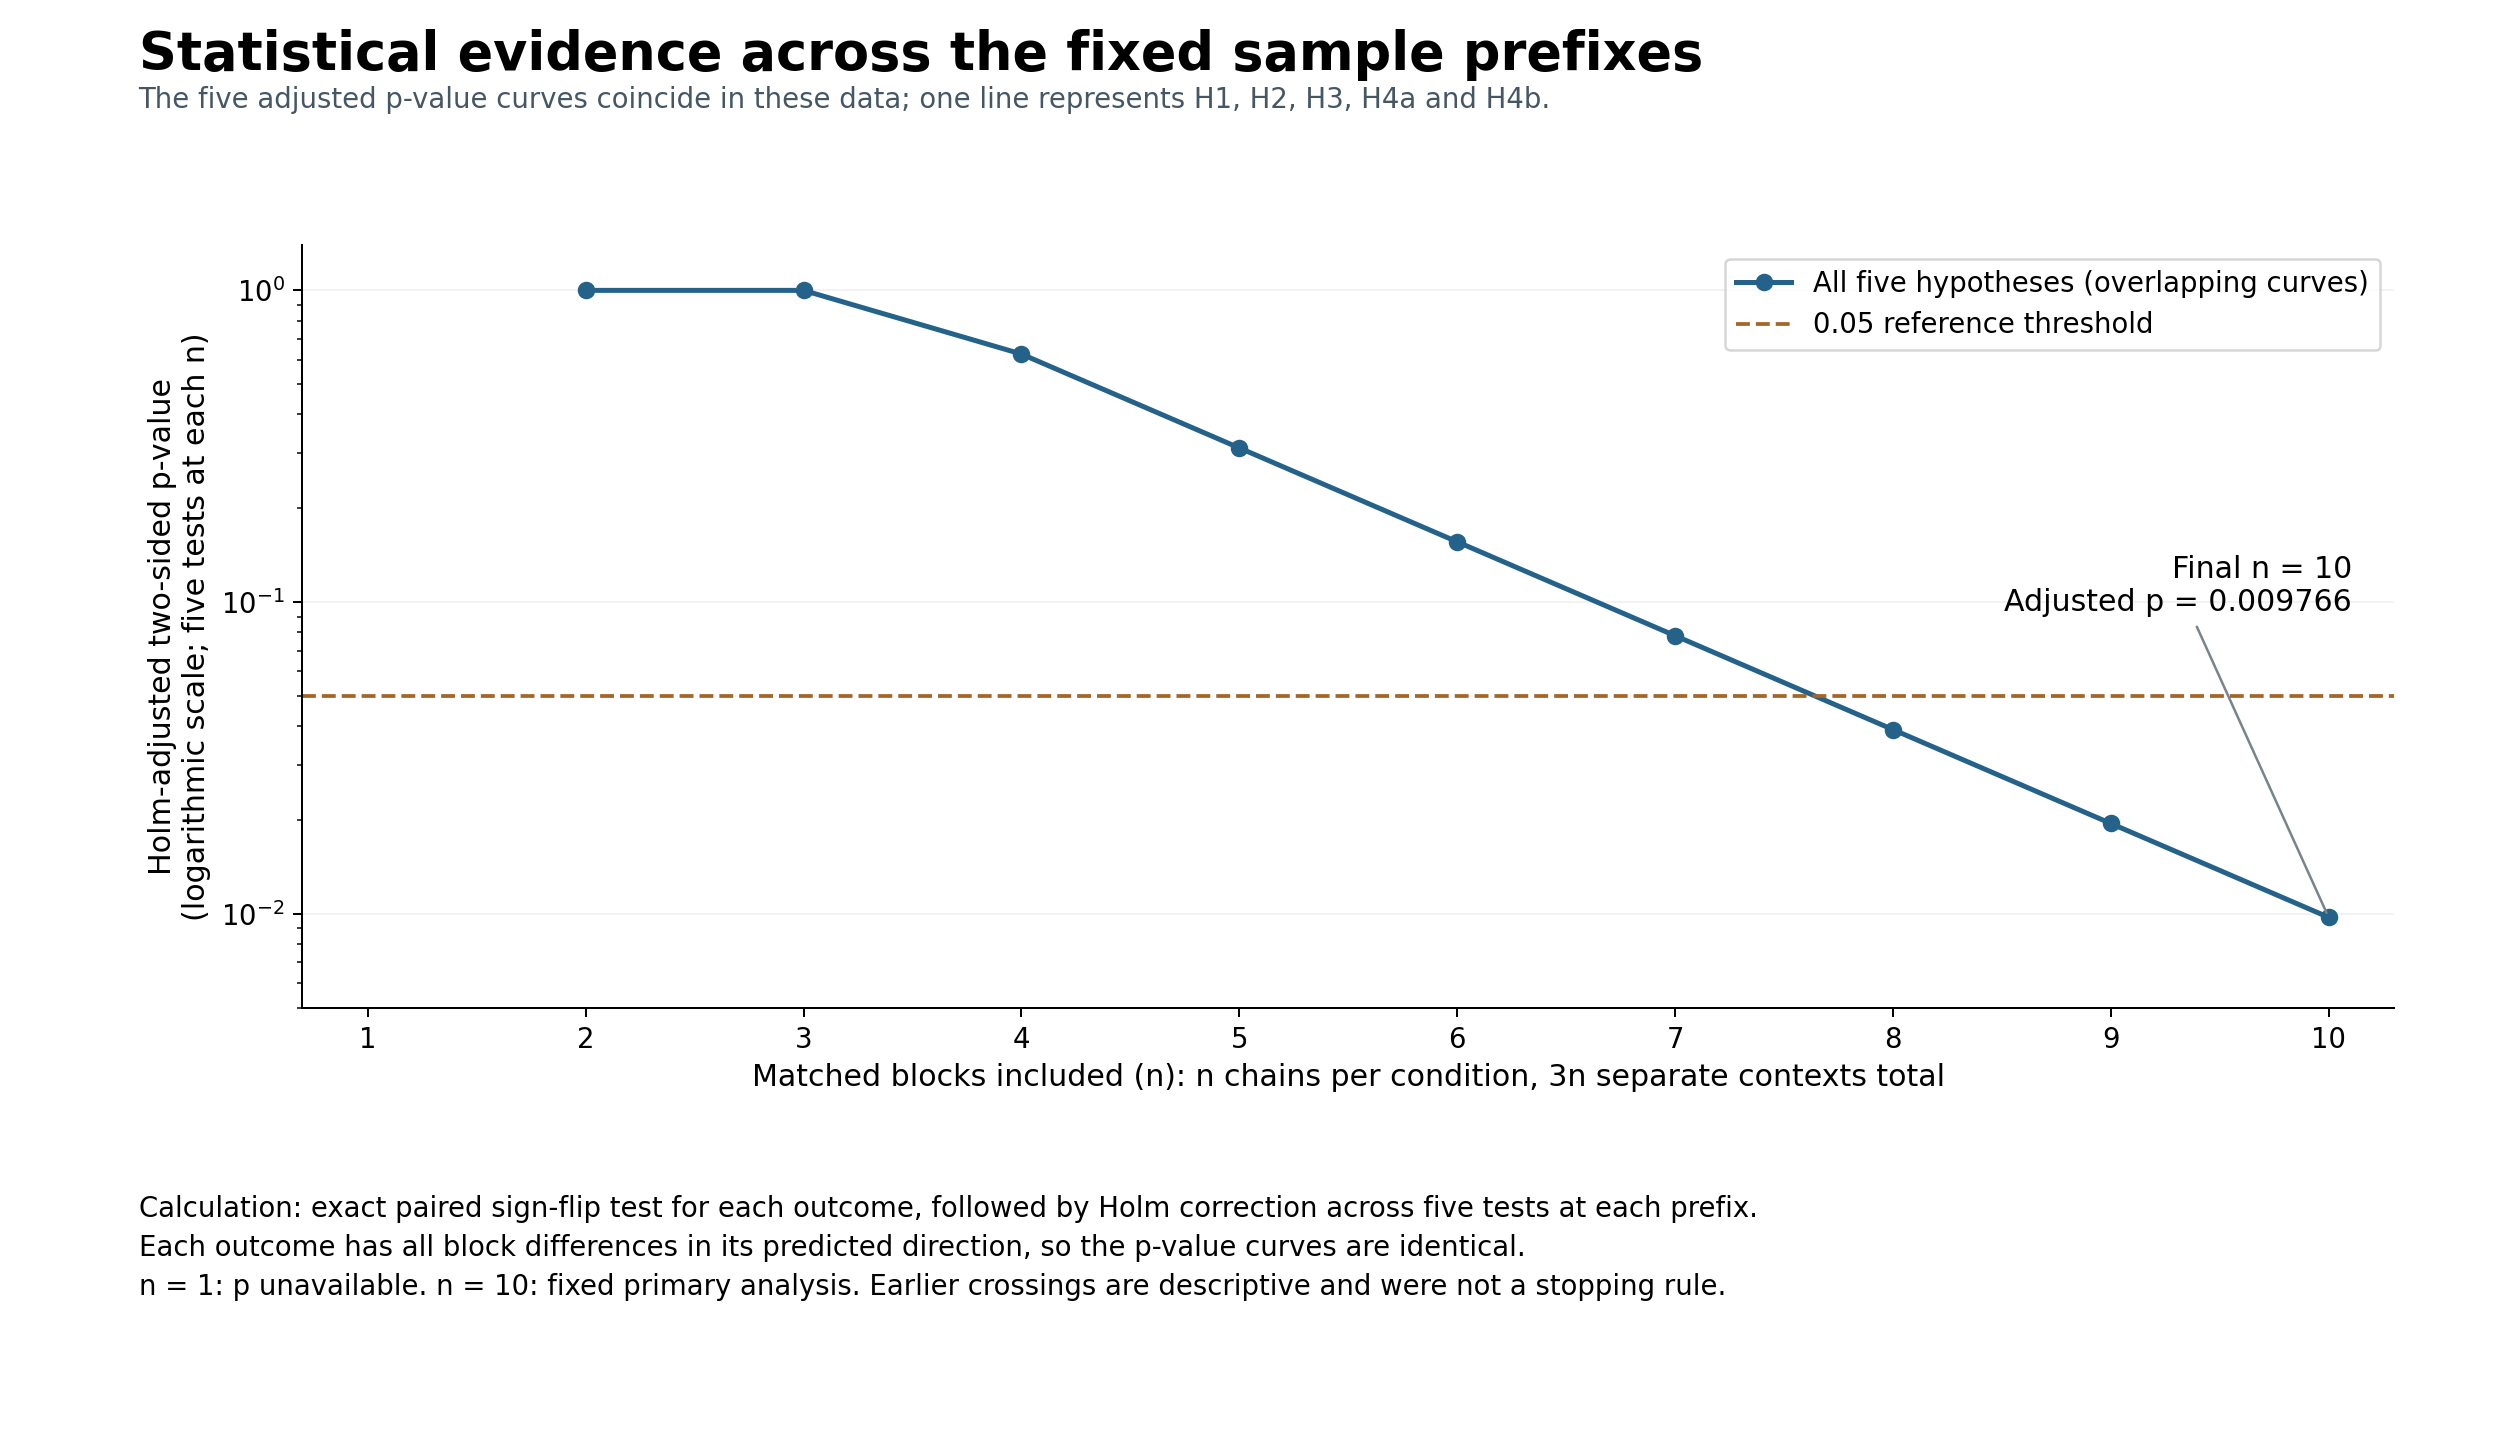 Statistical evidence across the fixed sample prefixes
The five adjusted p-value curves coincide in these data; one line represents H1, H2, H3, H4a and H4b.
All five hypotheses (overlapping curves)
0.05 reference threshold
Holm-adjusted two-sided p-value
(logarithmic scale; five tests at each n)
10⁰
10⁻¹
10⁻²
Final n = 10
Adjusted p = 0.009766
1 2 3 4 5 6 7 8 9 10
Matched blocks included (n): n chains per condition, 3n separate contexts total
Calculation: exact paired sign-flip test for each outcome, followed by Holm correction across five tests at each prefix.
Each outcome has all block differences in its predicted direction, so the p-value curves are identical.
n = 1: p unavailable. n = 10: fixed primary analysis. Earlier crossings are descriptive and were not a stopping rule.